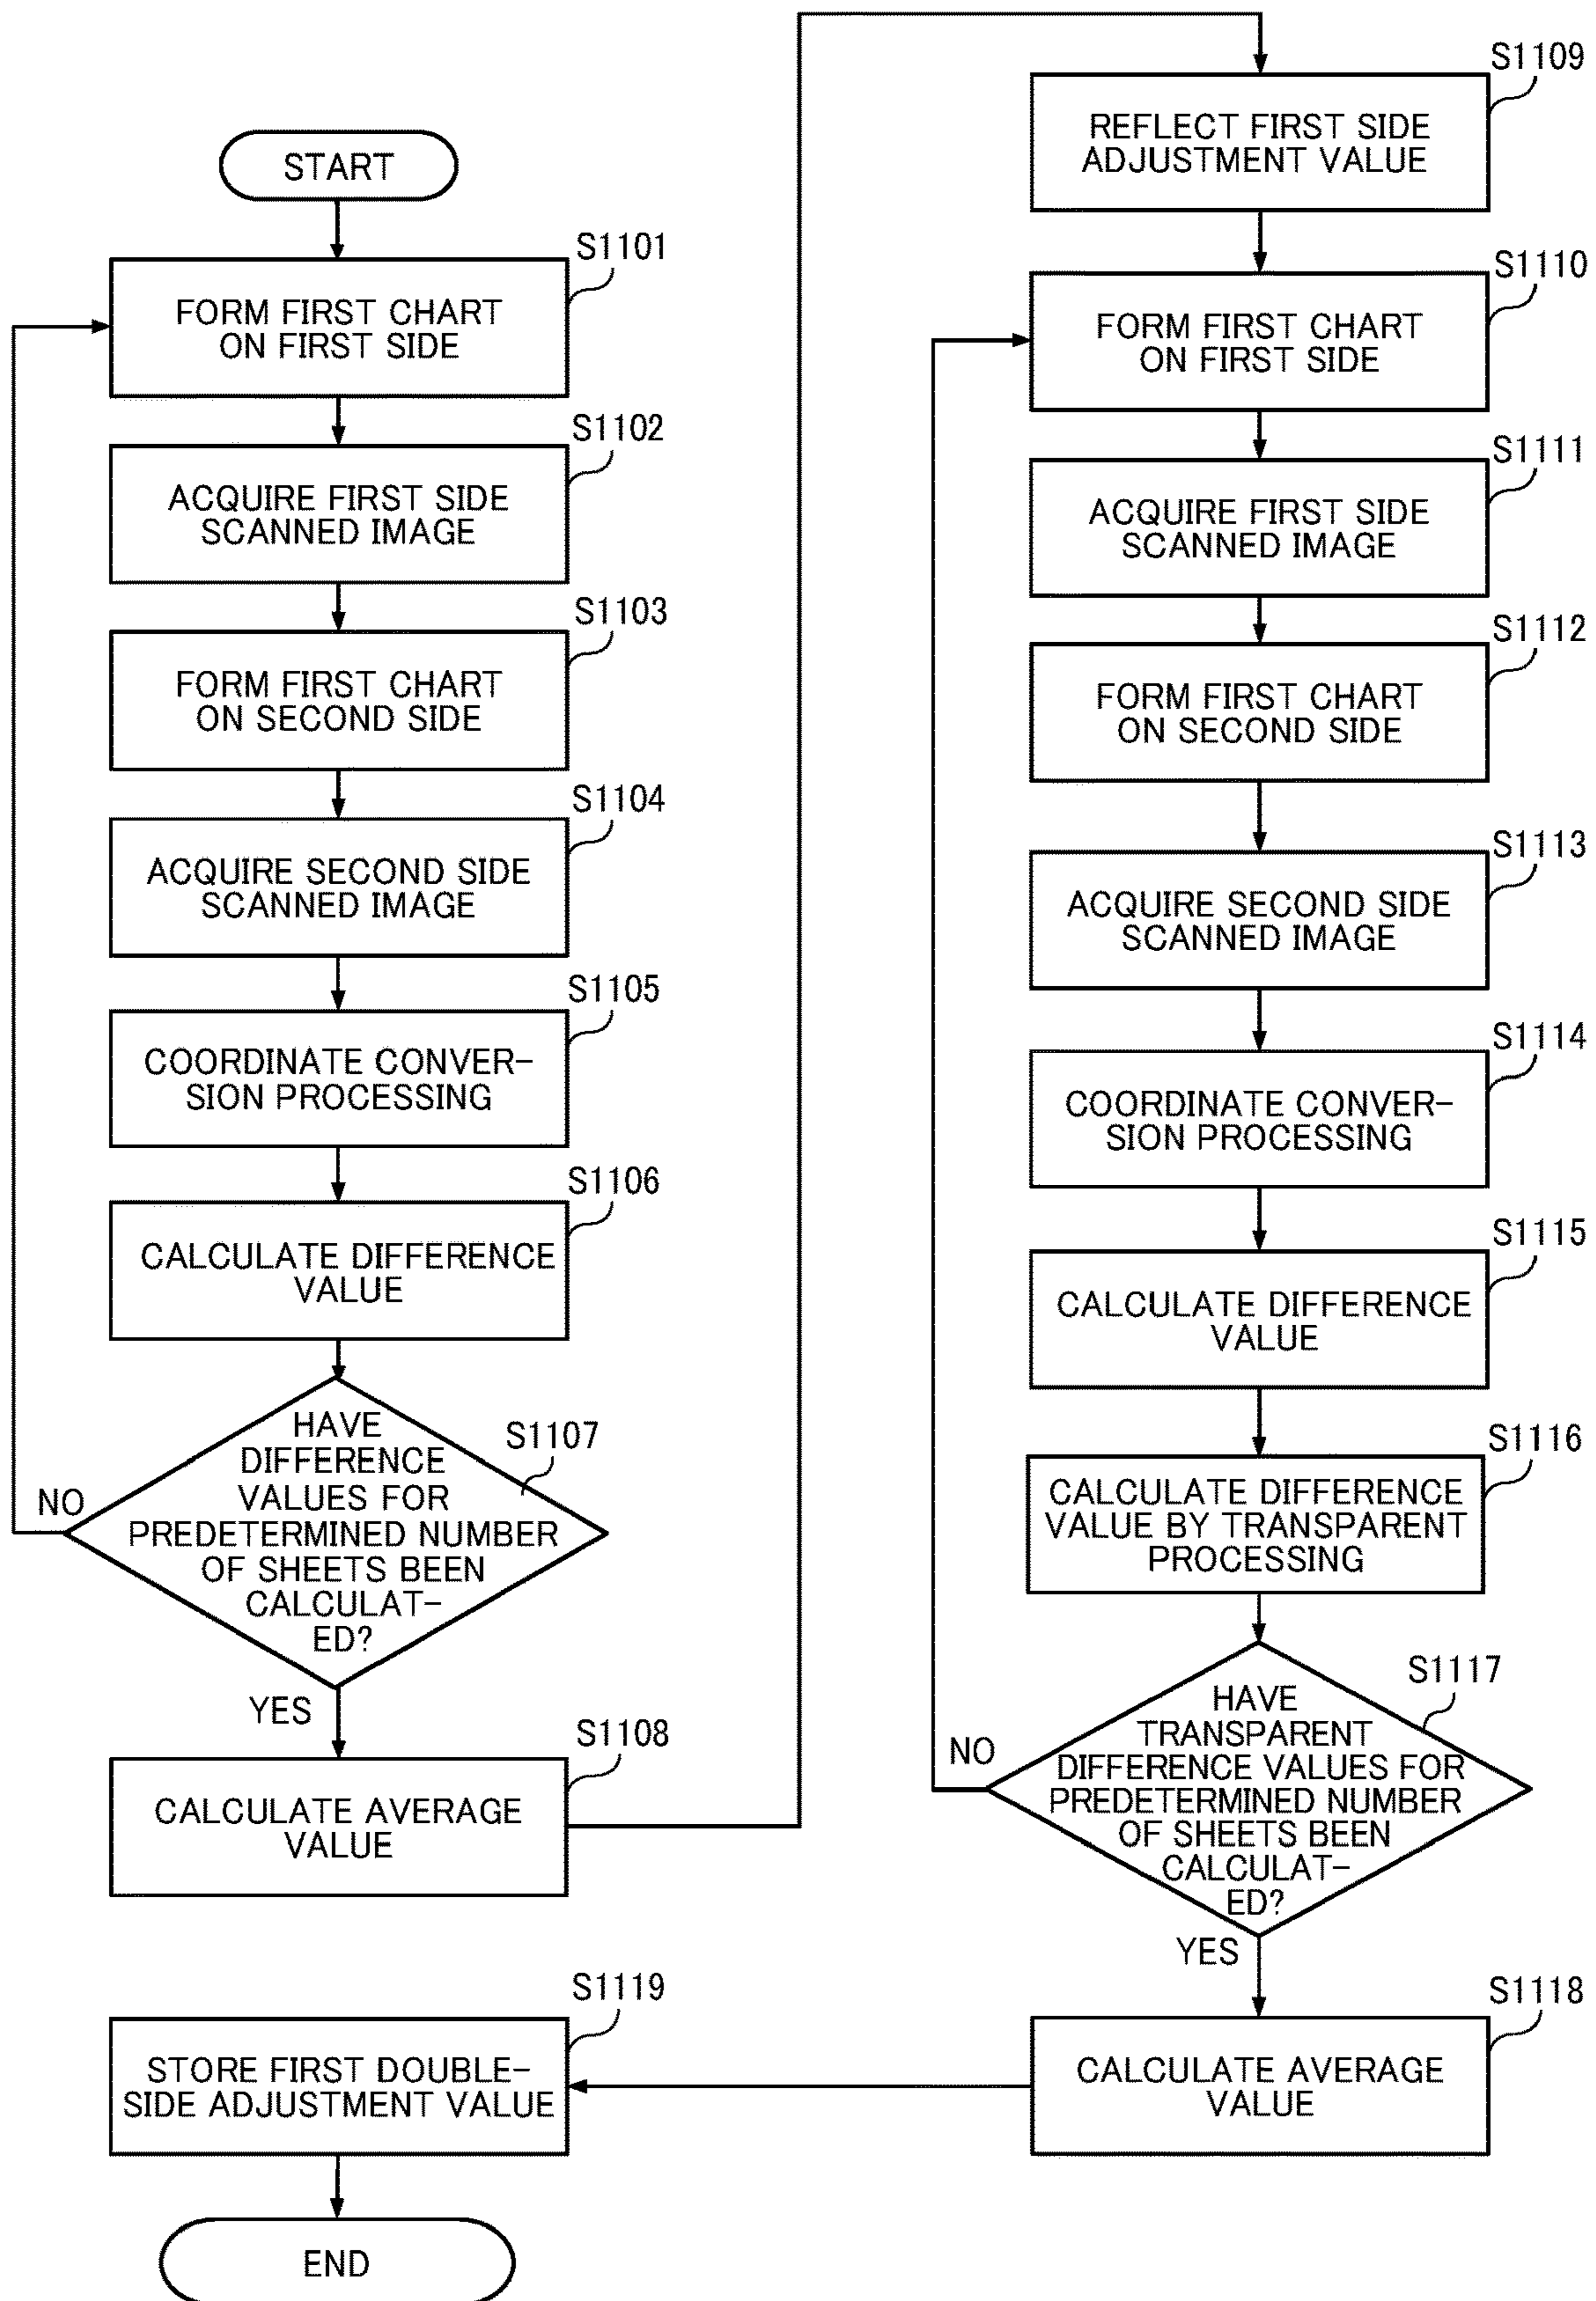 START
S1101
FORM FIRST CHART
ON FIRST SIDE
S1102
ACQUIRE FIRST SIDE
SCANNED IMAGE
S1103
FORM FIRST CHART
ON SECOND SIDE
S1104
ACQUIRE SECOND SIDE
SCANNED IMAGE
S1105
COORDINATE CONVER-
SION PROCESSING
S1106
CALCULATE DIFFERENCE
VALUE
S1107
HAVE
DIFFERENCE
VALUES FOR
PREDETERMINED NUMBER
OF SHEETS BEEN
CALCULAT-
ED?
NO
YES
S1108
CALCULATE AVERAGE
VALUE
S1109
REFLECT FIRST SIDE
ADJUSTMENT VALUE
S1110
FORM FIRST CHART
ON FIRST SIDE
S1111
ACQUIRE FIRST SIDE
SCANNED IMAGE
S1112
FORM FIRST CHART
ON SECOND SIDE
S1113
ACQUIRE SECOND SIDE
SCANNED IMAGE
S1114
COORDINATE CONVER-
SION PROCESSING
S1115
CALCULATE DIFFERENCE
VALUE
S1116
CALCULATE DIFFERENCE
VALUE BY TRANSPARENT
PROCESSING
S1117
HAVE
TRANSPARENT
DIFFERENCE VALUES FOR
PREDETERMINED NUMBER
OF SHEETS BEEN
CALCULAT-
ED?
NO
YES
S1118
CALCULATE AVERAGE
VALUE
S1119
STORE FIRST DOUBLE-
SIDE ADJUSTMENT VALUE
END